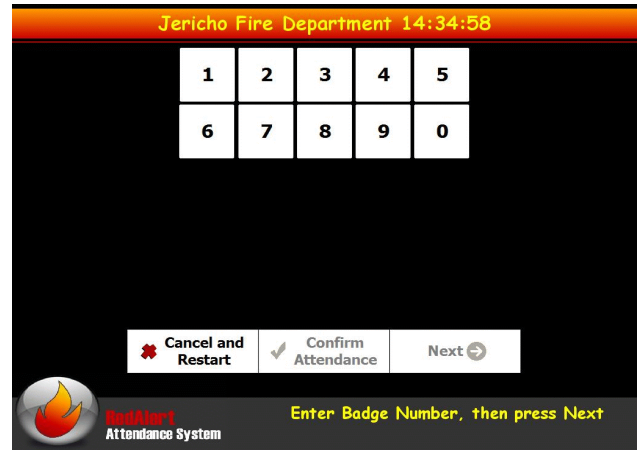 Jericho Fire Department 14:34:58
1 2 3 4 5
6 7 8 9 0
Cancel and Restart
Confirm Attendance
Next
Enter Badge Number, then press Next
RedAlert
Attendance System